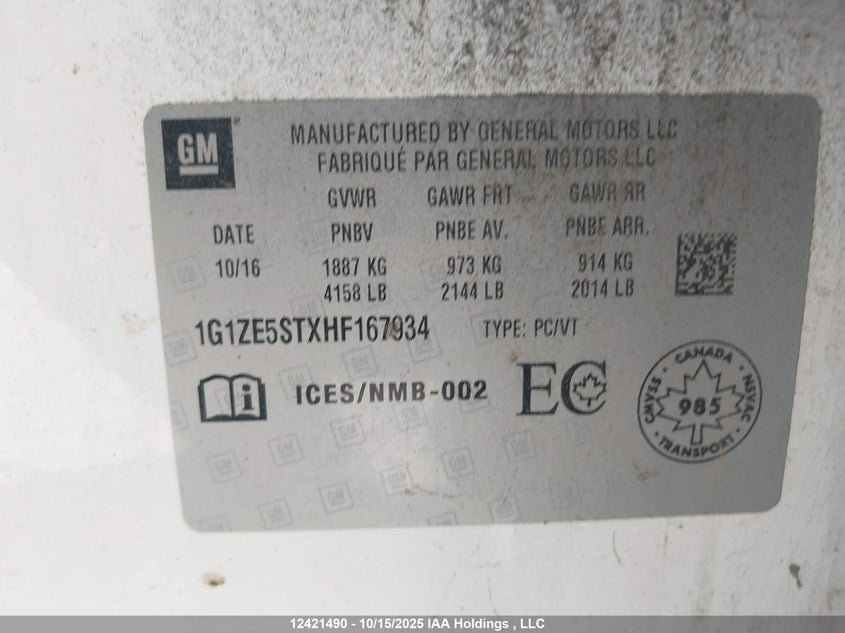 GM
MANUFACTURED BY GENERAL MOTORS LLC
FABRIQUÉ PAR GENERAL MOTORS LLC
GVWR GAWR FRT GAWR RR
DATE PNBV PNBE AV. PNBE ARR.
10/16 1887 KG 973 KG 914 KG
4158 LB 2144 LB 2014 LB
1G1ZE5STXHF167934 TYPE: PC/VT
i ICES/NMB-002 EC
CANADA
CMVSS 985 NSVAC
TRANSPORT
12421490 - 10/15/2025 IAA Holdings , LLC